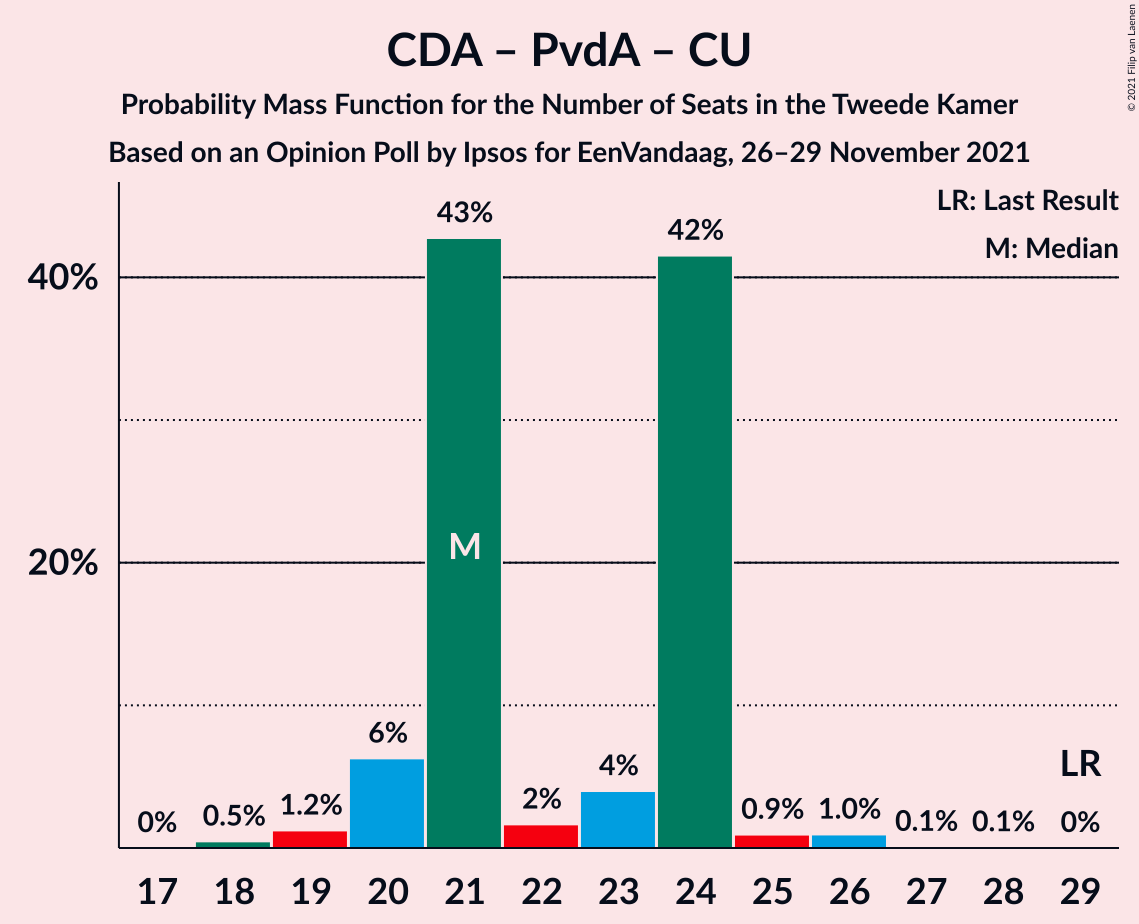 CDA – PvdA – CU
Probability Mass Function for the Number of Seats in the Tweede Kamer
Based on an Opinion Poll by Ipsos for EenVandaag, 26–29 November 2021
© 2021 Filip van Laenen
LR: Last Result
M: Median
40%
20%
0%
0.5%
1.2%
6%
43%
2%
4%
42%
0.9%
1.0%
0.1%
0.1%
0%
LR
M
17 18 19 20 21 22 23 24 25 26 27 28 29